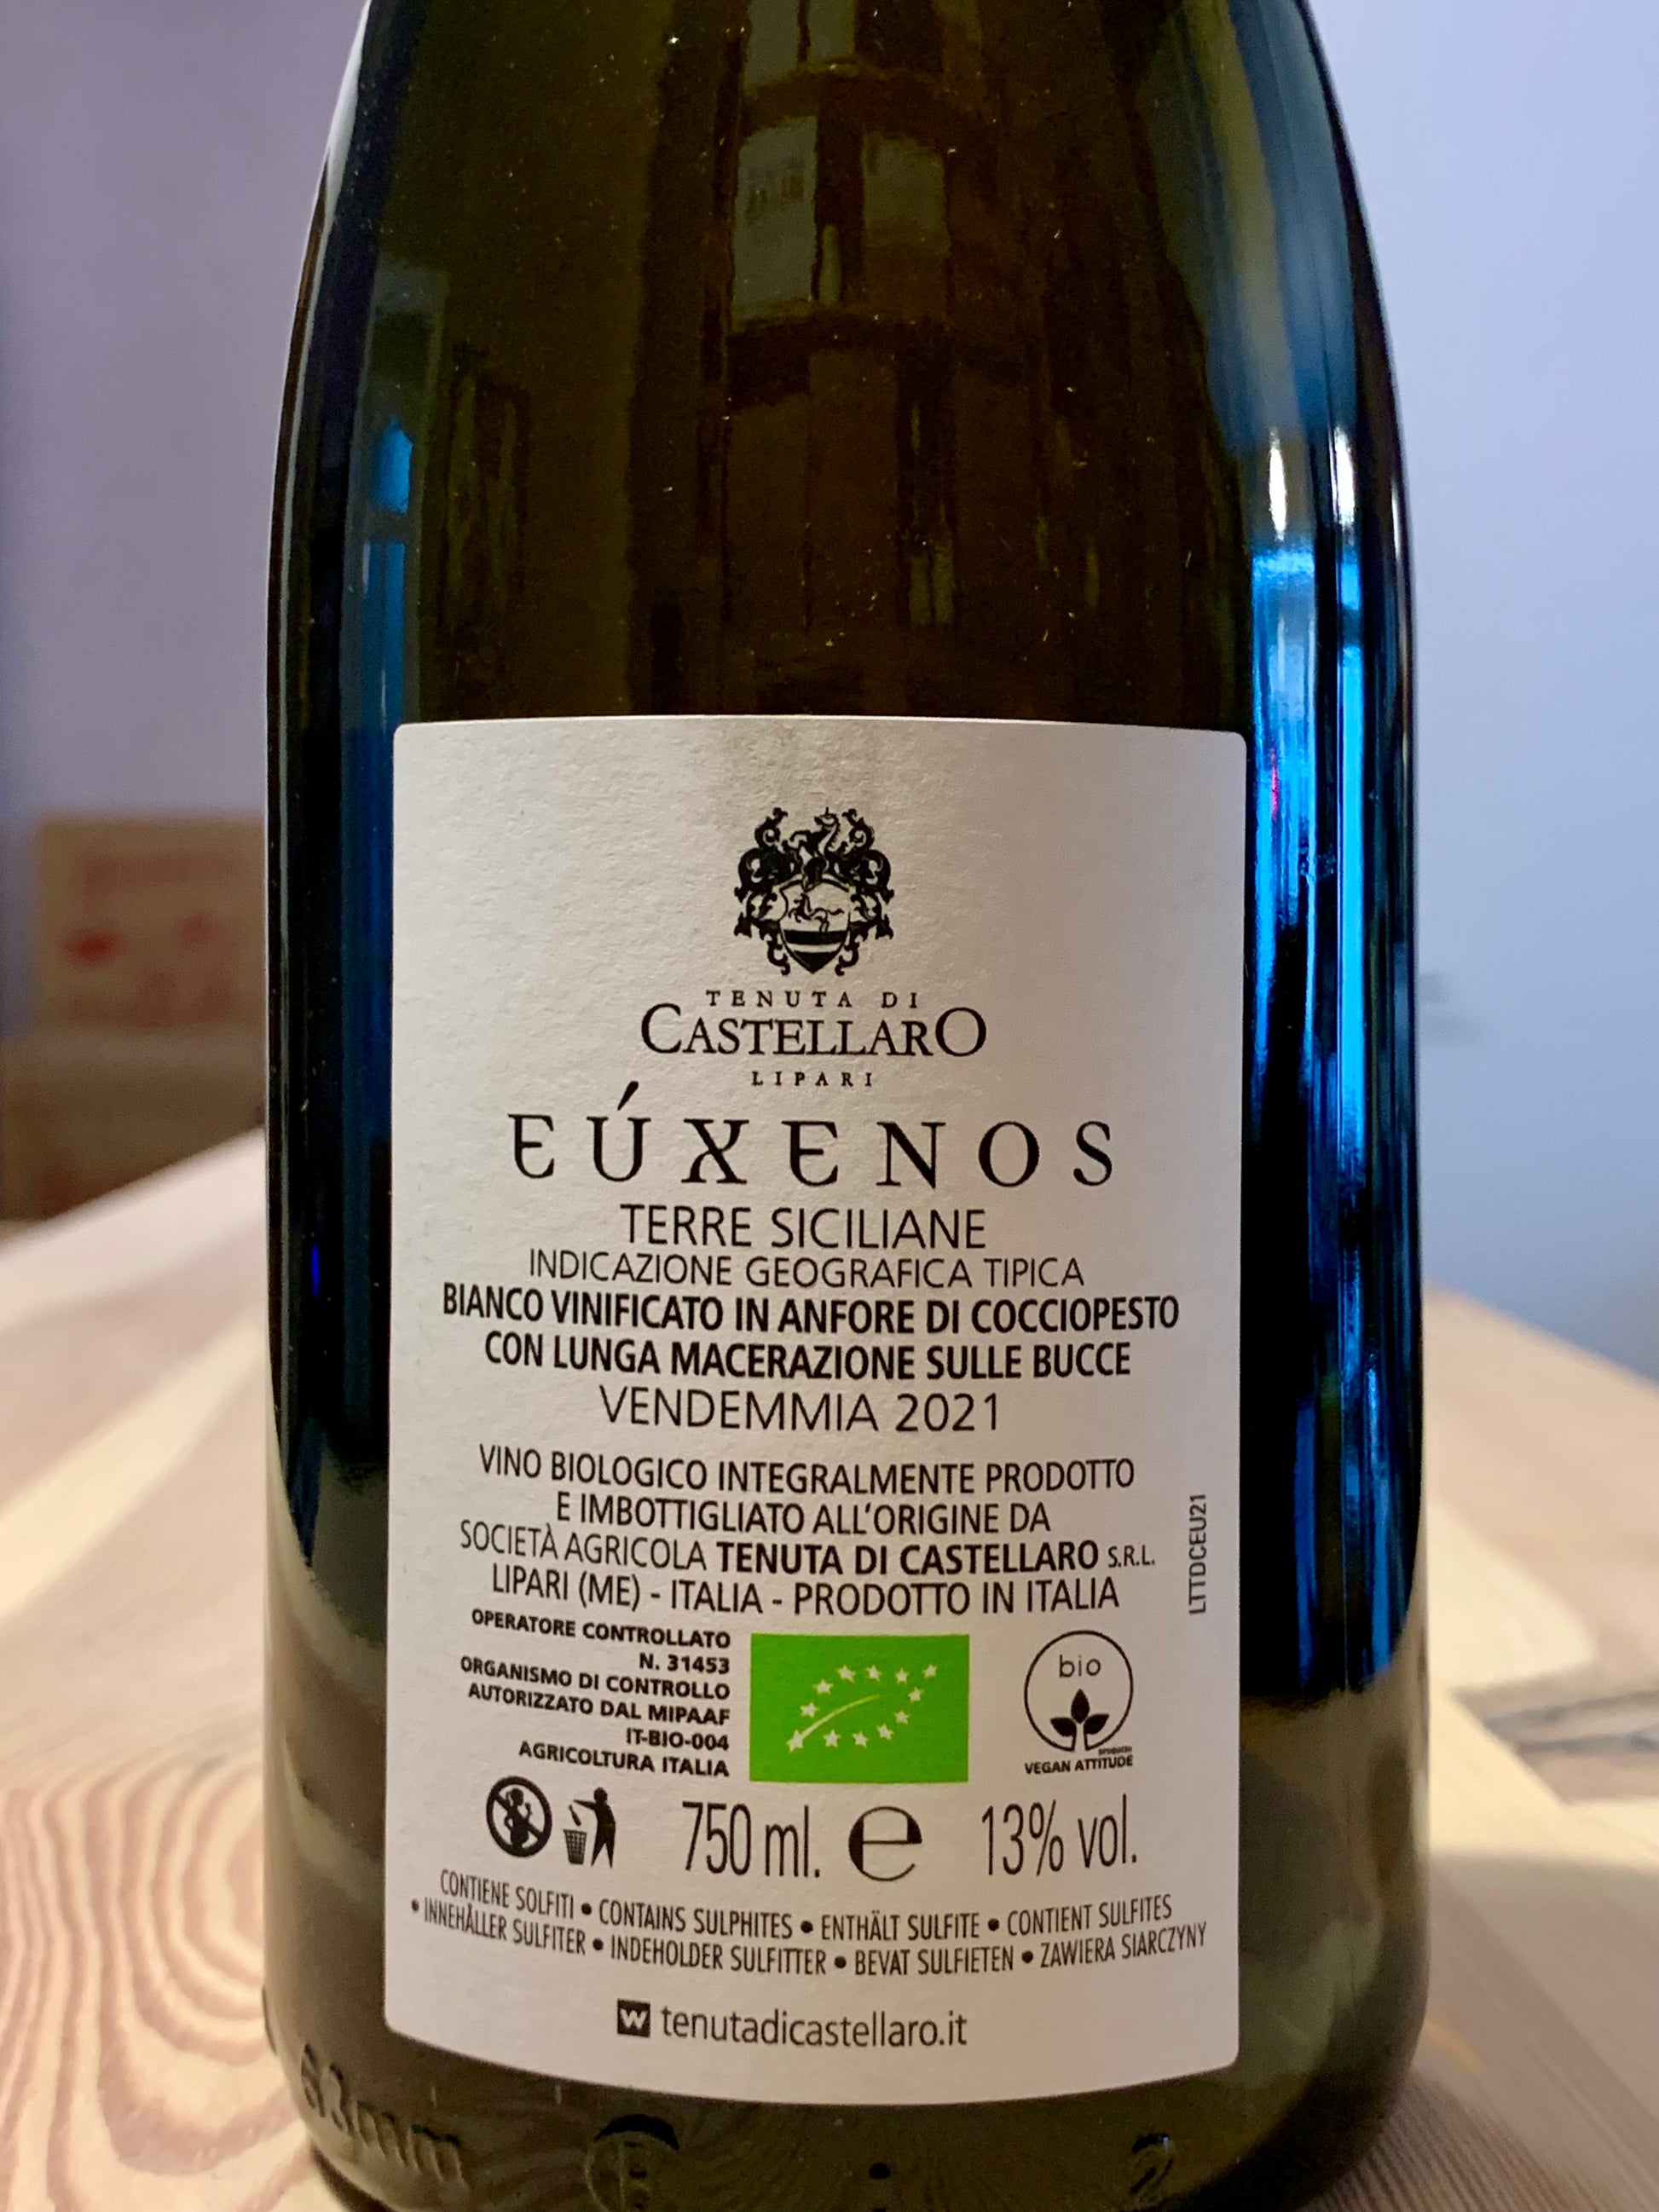 TENUTA DI
CASTELLARO
LIPARI
EÚXENOS
TERRE SICILIANE
INDICAZIONE GEOGRAFICA TIPICA
BIANCO VINIFICATO IN ANFORE DI COCCIOPESTO
CON LUNGA MACERAZIONE SULLE BUCCE
VENDEMMIA 2021
VINO BIOLOGICO INTEGRALMENTE PRODOTTO
E IMBOTTIGLIATO ALL'ORIGINE DA
SOCIETÀ AGRICOLA TENUTA DI CASTELLARO S.R.L.
LIPARI (ME) - ITALIA - PRODOTTO IN ITALIA
LTTDCEU21
OPERATORE CONTROLLATO
N. 31453
ORGANISMO DI CONTROLLO
AUTORIZZATO DAL MIPAAF
IT-BIO-004
AGRICOLTURA ITALIA
bio
prodotto
VEGAN ATTITUDE
750 ml. e 13% vol.
CONTIENE SOLFITI • CONTAINS SULPHITES • ENTHÄLT SULFITE • CONTIENT SULFITES
• INNEHÅLLER SULFITER • INDEHOLDER SULFITTER • BEVAT SULFIETEN • ZAWIERA SIARCZYNY
W tenutadicastellaro.it
63mm
2